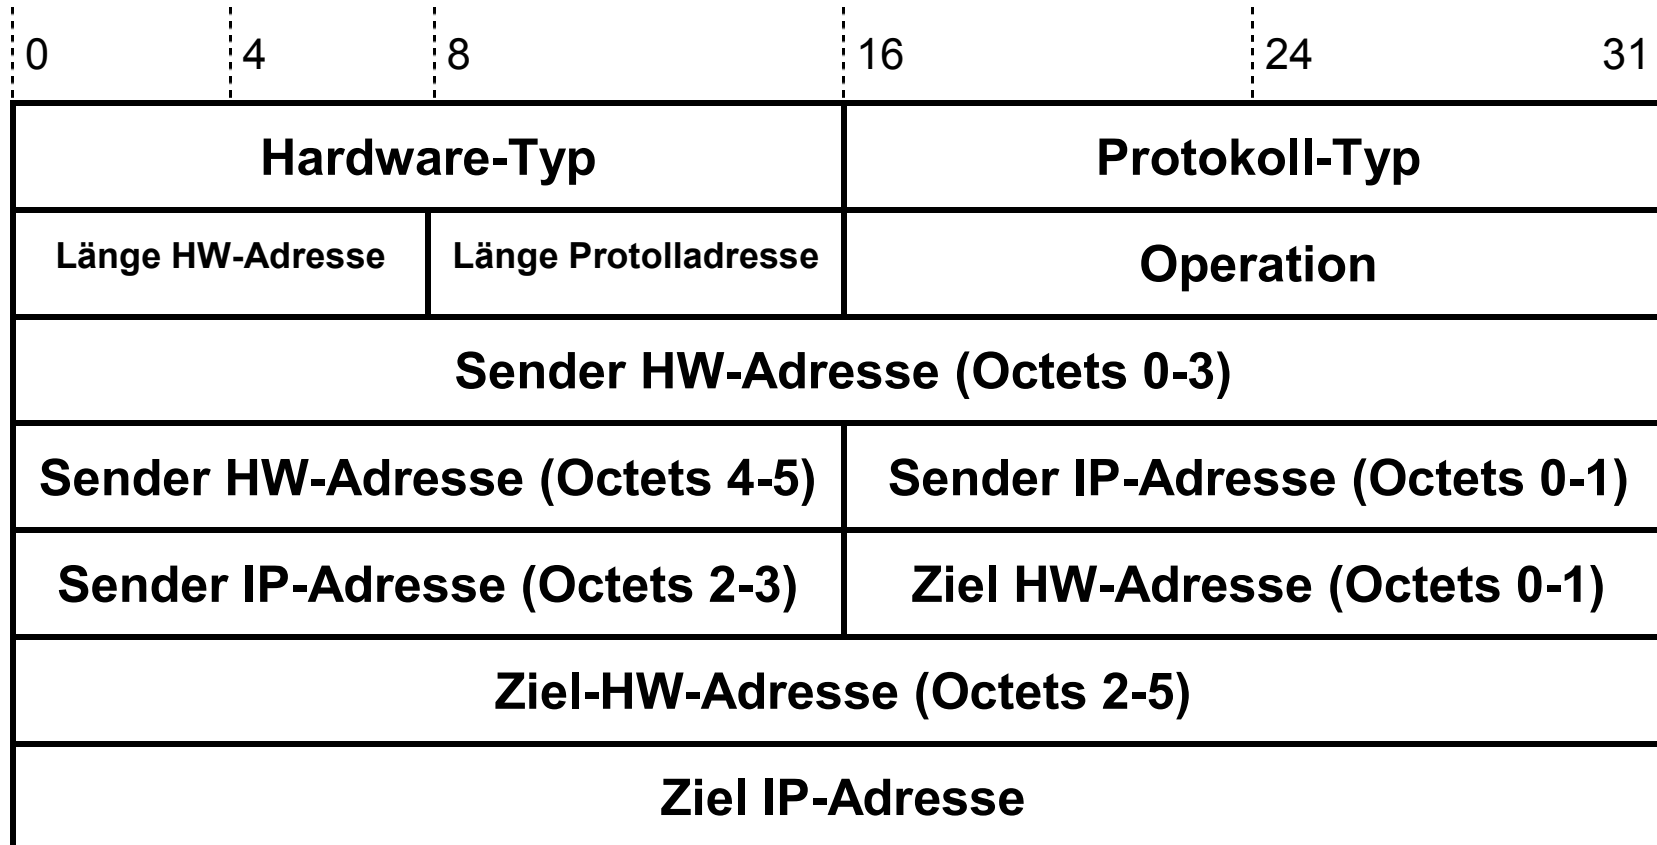 0 4 8 16 24 31
Hardware-Typ Protokoll-Typ
Länge HW-Adresse Länge Protolladresse Operation
Sender HW-Adresse (Octets 0-3)
Sender HW-Adresse (Octets 4-5) Sender IP-Adresse (Octets 0-1)
Sender IP-Adresse (Octets 2-3) Ziel HW-Adresse (Octets 0-1)
Ziel-HW-Adresse (Octets 2-5)
Ziel IP-Adresse